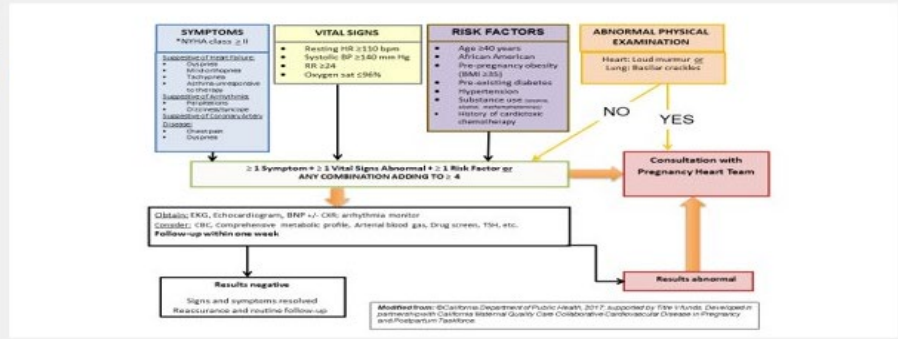 SYMPTOMS
*NYHA class ≥ II
Suggestive of Heart Failure:
• Dyspnea
• Mild orthopnea
• Tachypnea
• Asthma unresponsive
to therapy
Suggestive of Arrhythmia:
• Palpitations
• Dizziness/syncope
Suggestive of Coronary Artery
Disease:
• Chest pain
• Dyspnea
VITAL SIGNS
• Resting HR ≥110 bpm
• Systolic BP ≥140 mm Hg
• RR ≥24
• Oxygen sat ≤96%
RISK FACTORS
• Age ≥40 years
• African American
• Pre-pregnancy obesity
(BMI ≥35)
• Pre-existing diabetes
• Hypertension
• Substance use
• History of cardiotoxic
chemotherapy
ABNORMAL PHYSICAL
EXAMINATION
Heart: Loud murmur or
Lung: Basilar crackles
NO
YES
≥ 1 Symptom + ≥ 1 Vital Signs Abnormal + ≥ 1 Risk Factor or
ANY COMBINATION ADDING TO ≥ 4
Consultation with
Pregnancy Heart Team
Obtain: EKG, Echocardiogram, BNP +/- CXR; arrhythmia monitor
Consider: CBC, Comprehensive metabolic profile, Arterial blood gas, Drug screen, TSH, etc.
Follow-up within one week
Results negative
Signs and symptoms resolved
Reassurance and routine follow-up
Results abnormal
Modified from: ©California Department of Public Health, 2017; supported by Title V funds. Developed in
partnership with California Maternal Quality Care Collaborative Cardiovascular Disease in Pregnancy
and Postpartum Taskforce.